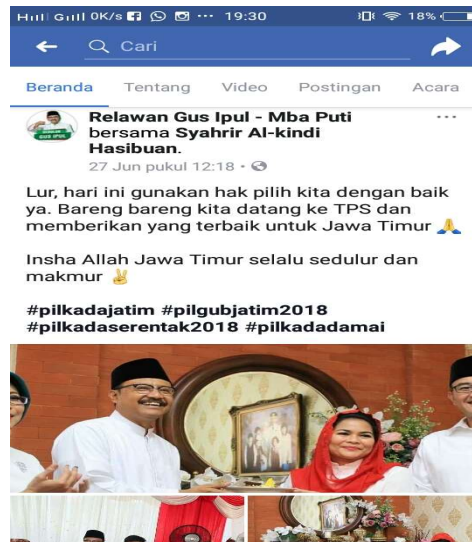 0K/s ... 19:30 18%
Cari
Beranda Tentang Video Postingan Acara
Relawan Gus Ipul - Mba Puti
bersama Syahrir Al-kindi
Hasibuan.
27 Jun pukul 12:18 •
Lur, hari ini gunakan hak pilih kita dengan baik
ya. Bareng bareng kita datang ke TPS dan
memberikan yang terbaik untuk Jawa Timur 🙏
Insha Allah Jawa Timur selalu sedulur dan
makmur ✌
#pilkadajatim #pilgubjatim2018
#pilkadaserentak2018 #pilkadadamai